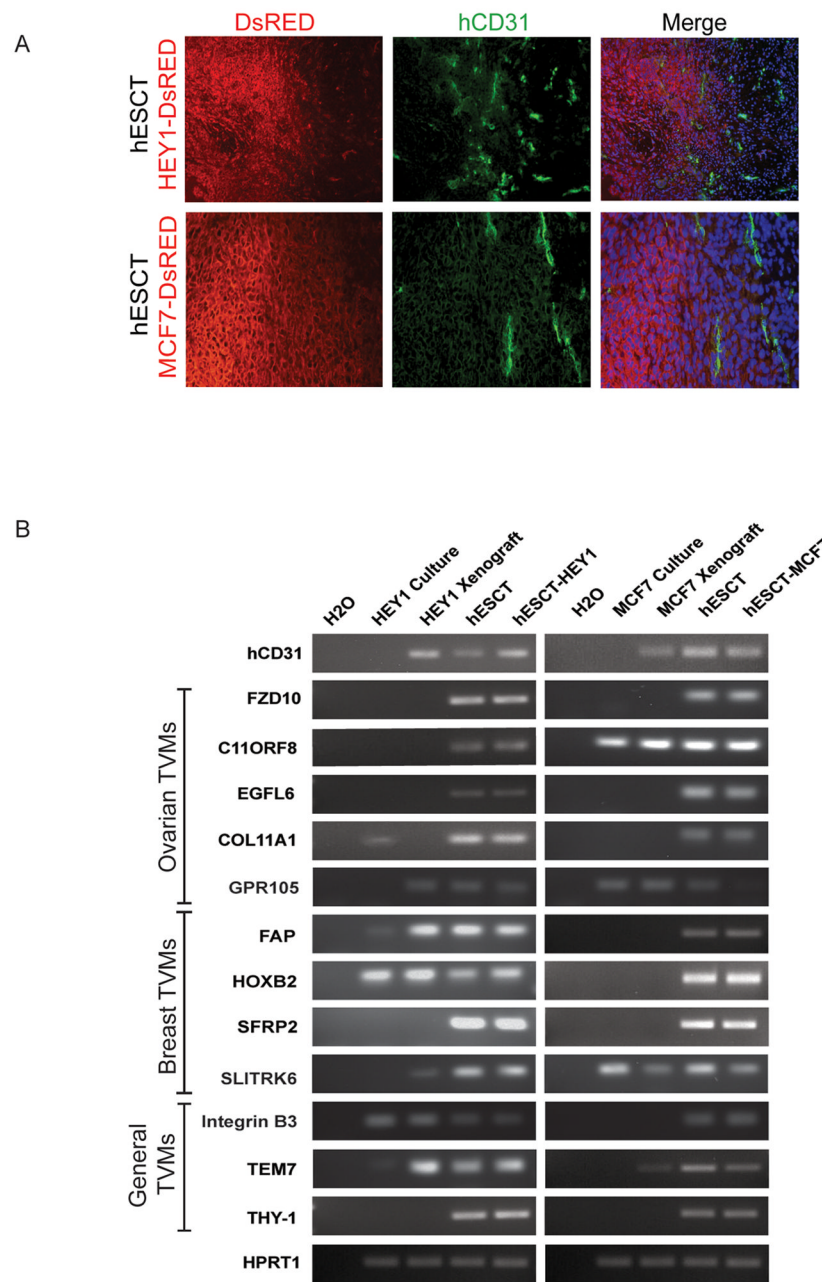 A
DsRED
hCD31
Merge
hESCT
HEY1-DsRED
hESCT
MCF7-DsRED
B
H2O
HEY1 Culture
HEY1 Xenograft
hESCT
hESCT-HEY1
H2O
MCF7 Culture
MCF7 Xenograft
hESCT
hESCT-MCF7
hCD31
Ovarian TVMs
FZD10
C11ORF8
EGFL6
COL11A1
GPR105
Breast TVMs
FAP
HOXB2
SFRP2
SLITRK6
General
TVMs
Integrin B3
TEM7
THY-1
HPRT1